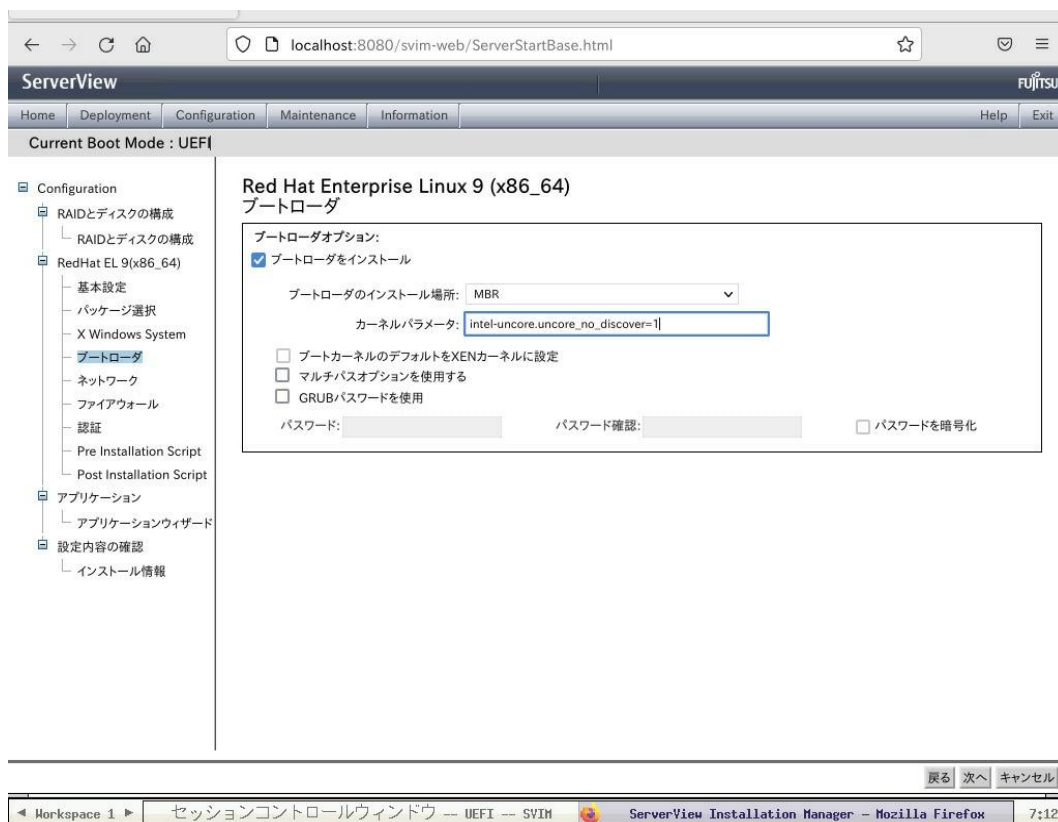 localhost:8080/svim-web/ServerStartBase.html
ServerView
FUJITSU
Home Deployment Configuration Maintenance Information Help Exit
Current Boot Mode : UEFI
Configuration
RAIDとディスクの構成
RAIDとディスクの構成
RedHat EL 9(x86_64)
基本設定
パッケージ選択
X Windows System
ブートローダ
ネットワーク
ファイアウォール
認証
Pre Installation Script
Post Installation Script
アプリケーション
アプリケーションウィザード
設定内容の確認
インストール情報
Red Hat Enterprise Linux 9 (x86_64)
ブートローダ
ブートローダオプション:
ブートローダをインストール
ブートローダのインストール場所: MBR
カーネルパラメータ: intel-uncore.uncore_no_discover=1
ブートカーネルのデフォルトをXENカーネルに設定
マルチパスオプションを使用する
GRUBパスワードを使用
パスワード: パスワード確認: パスワードを暗号化
戻る 次へ キャンセル
Workspace 1 セッションコントロールウィンドウ -- UEFI -- SVIM ServerView Installation Manager - Mozilla Firefox 7:12